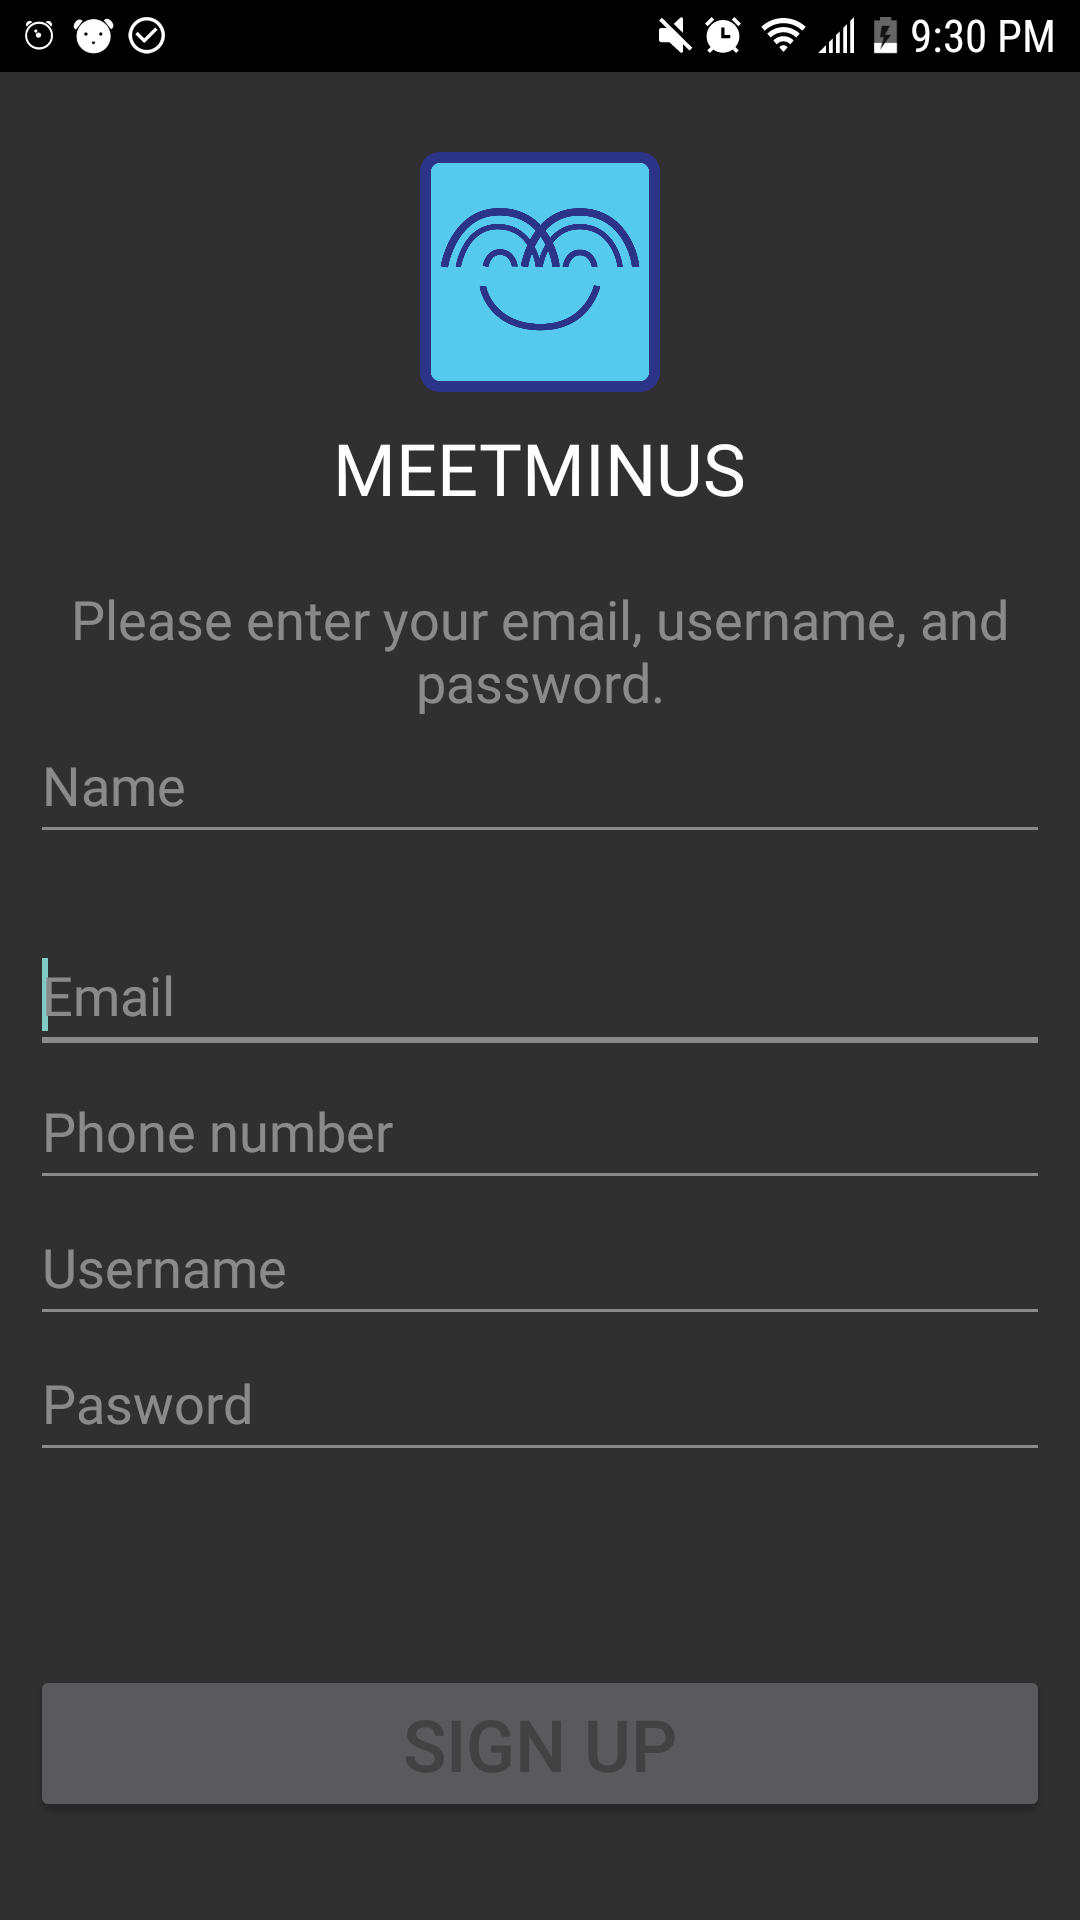 9:30 PM
MEETMINUS
Please enter your email, username, and
password.
Name
Email
Phone number
Username
Pasword
SIGN UP